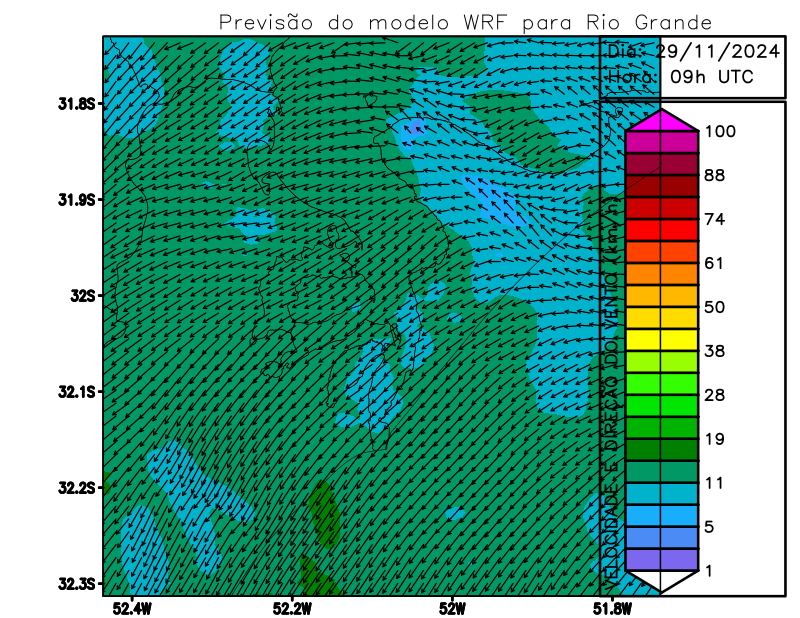 Previsão do modelo WRF para Rio Grande
Dia: 29/11/2024
Hora: 09h UTC
31.8S
31.9S
32S
32.1S
32.2S
32.3S
52.4W
52.2W
52W
51.8W
VELOCIDADE E DIREÇÃO DO VENTO (km/h)
100
88
74
61
50
38
28
19
11
5
1